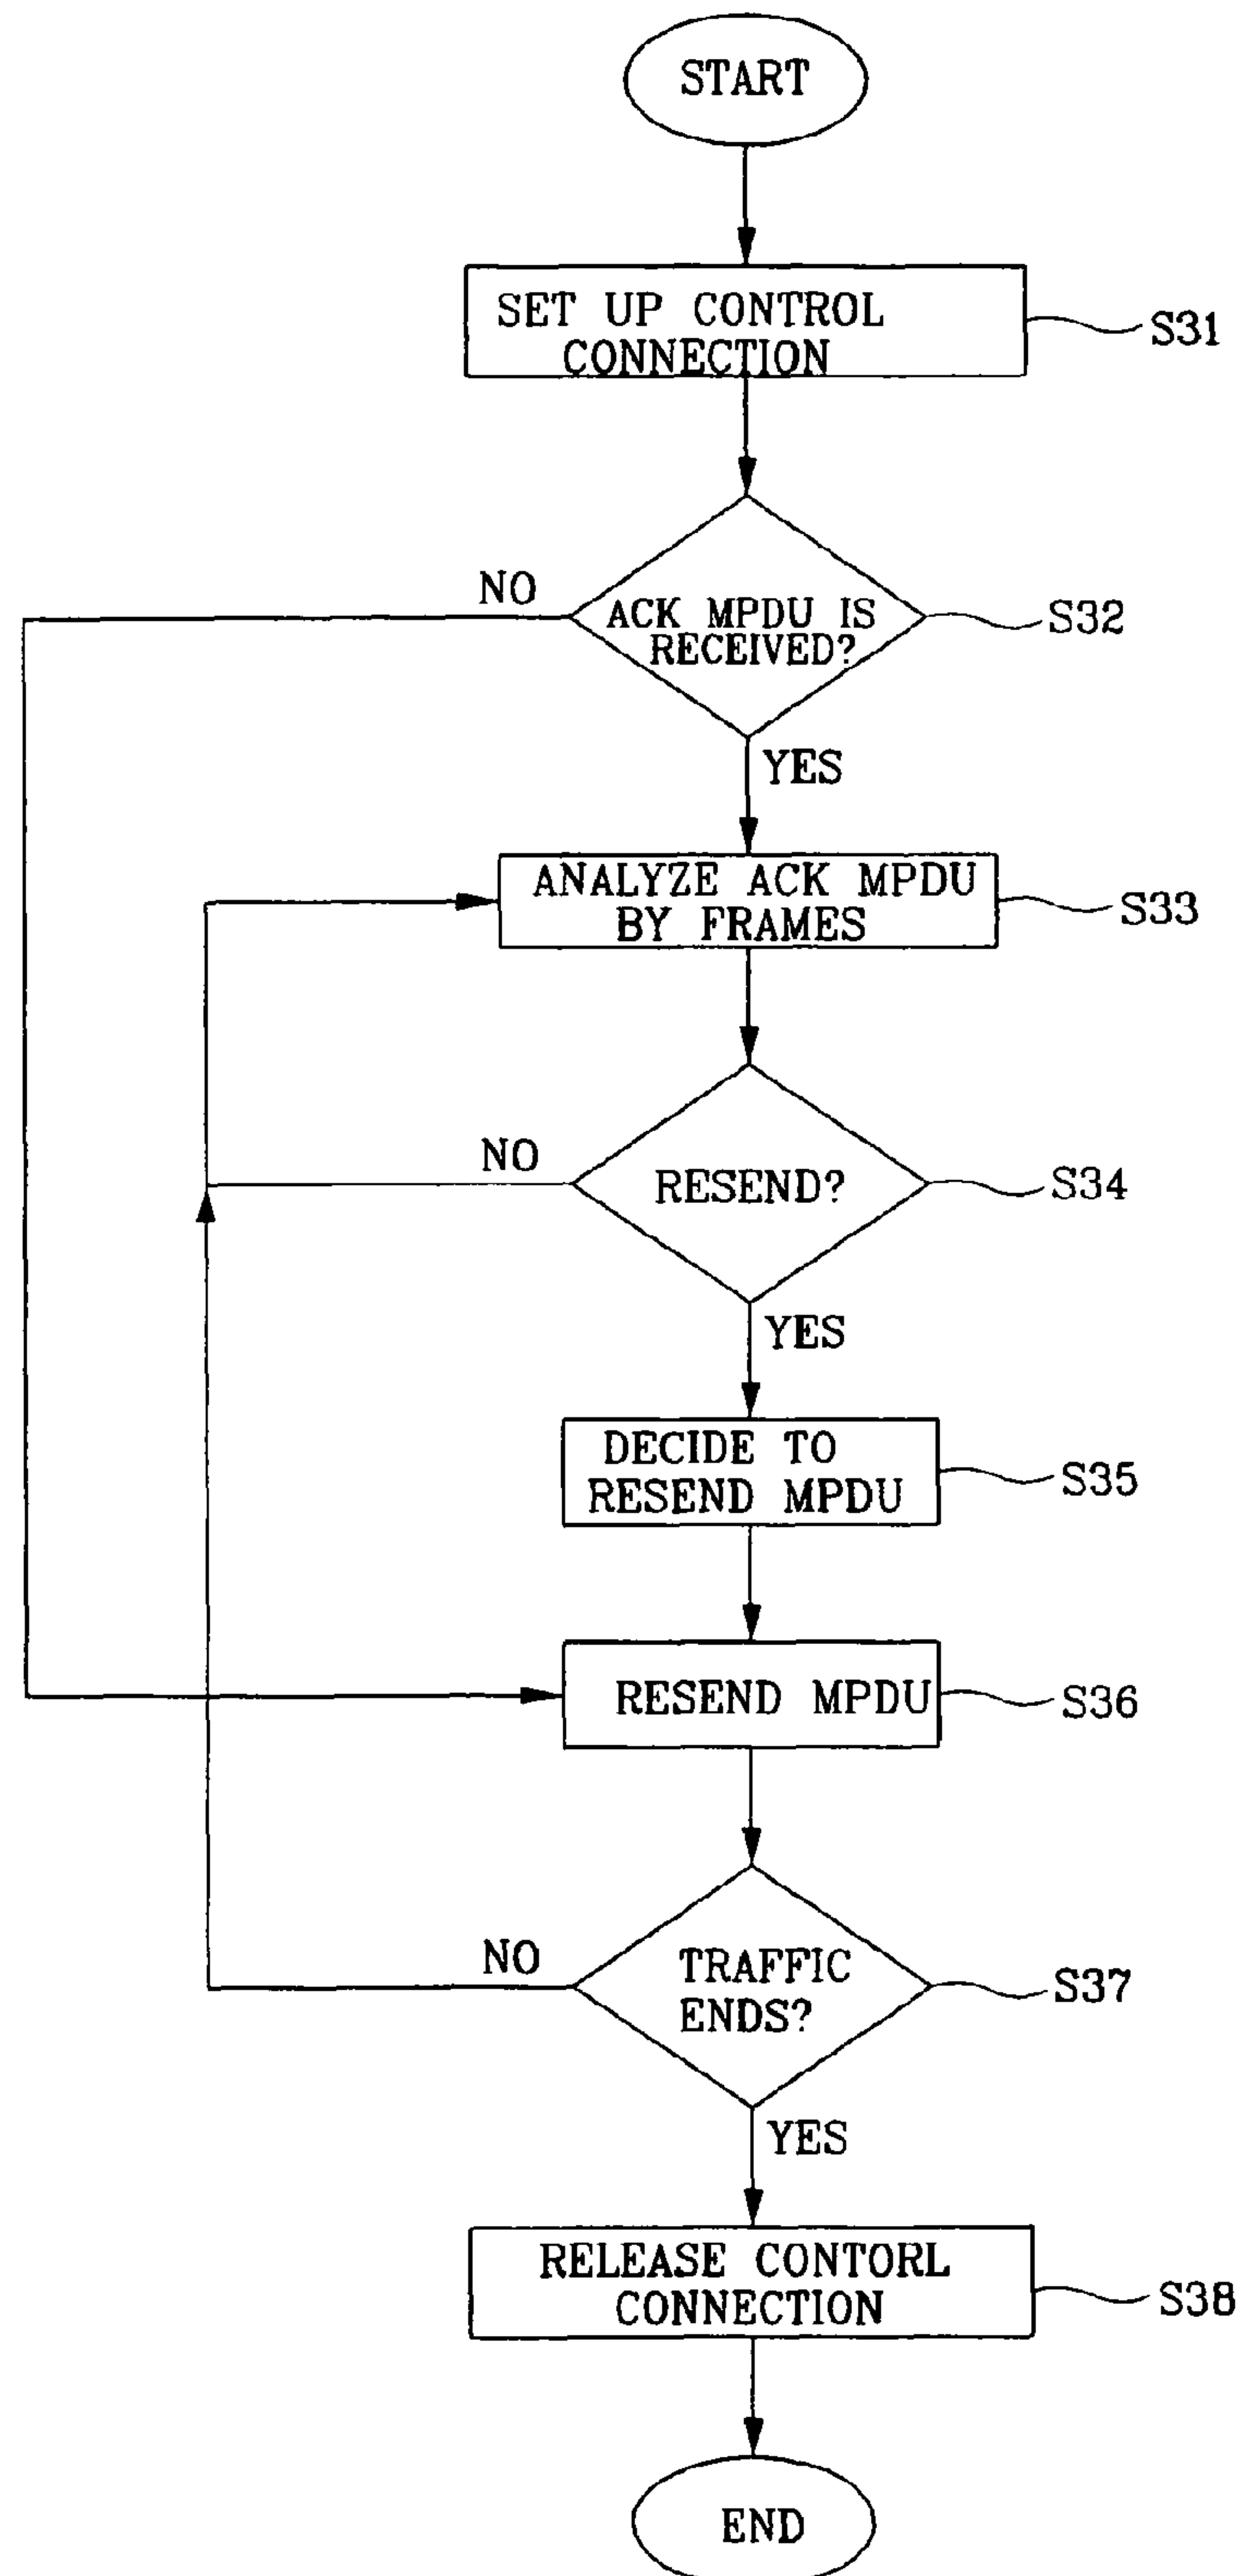 START
SET UP CONTROL
CONNECTION
S31
NO
ACK MPDU IS
RECEIVED?
S32
YES
ANALYZE ACK MPDU
BY FRAMES
S33
NO
RESEND?
S34
YES
DECIDE TO
RESEND MPDU
S35
RESEND MPDU
S36
NO
TRAFFIC
ENDS?
S37
YES
RELEASE CONTORL
CONNECTION
S38
END